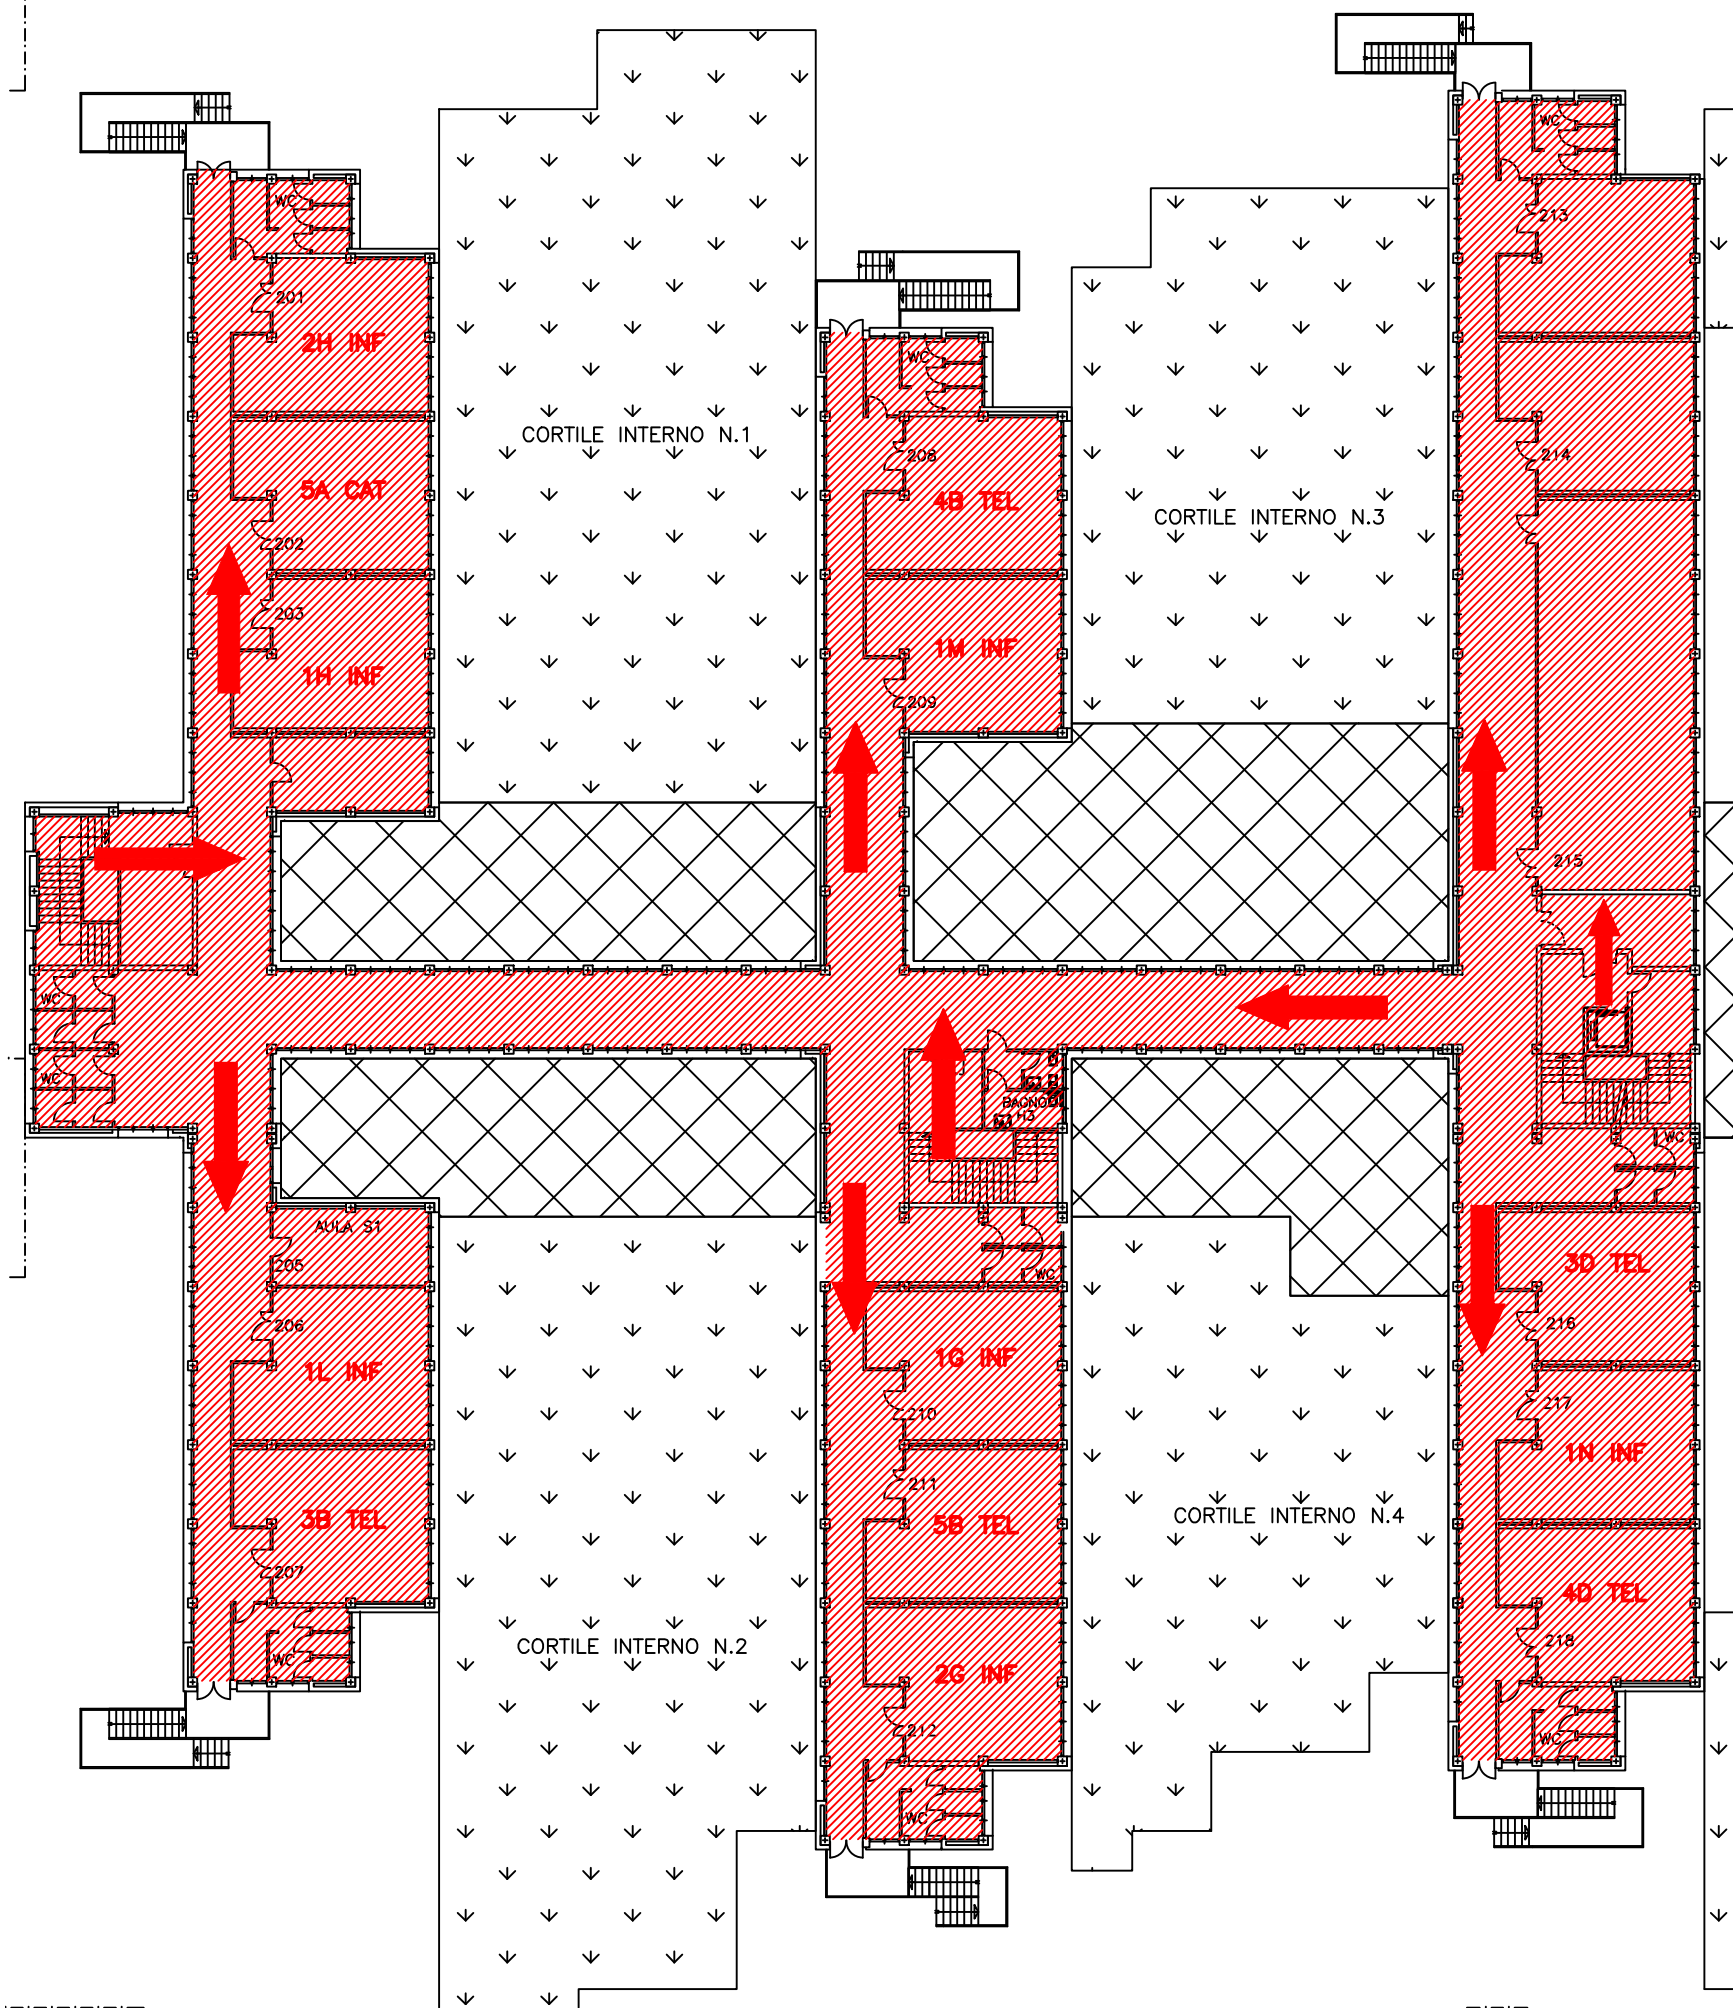 WC
201
2H INF
5A CAT
202
203
1H INF
WC
WC
AULA S1
205
206
1L INF
3B TEL
207
WC
CORTILE INTERNO N.1
CORTILE INTERNO N.2
WC
208
4B TEL
1M INF
209
BAGNO
H3
WC
1G INF
210
211
5B TEL
2G INF
212
WC
CORTILE INTERNO N.3
CORTILE INTERNO N.4
WC
213
214
215
WC
3D TEL
216
217
1N INF
4D TEL
218
WC